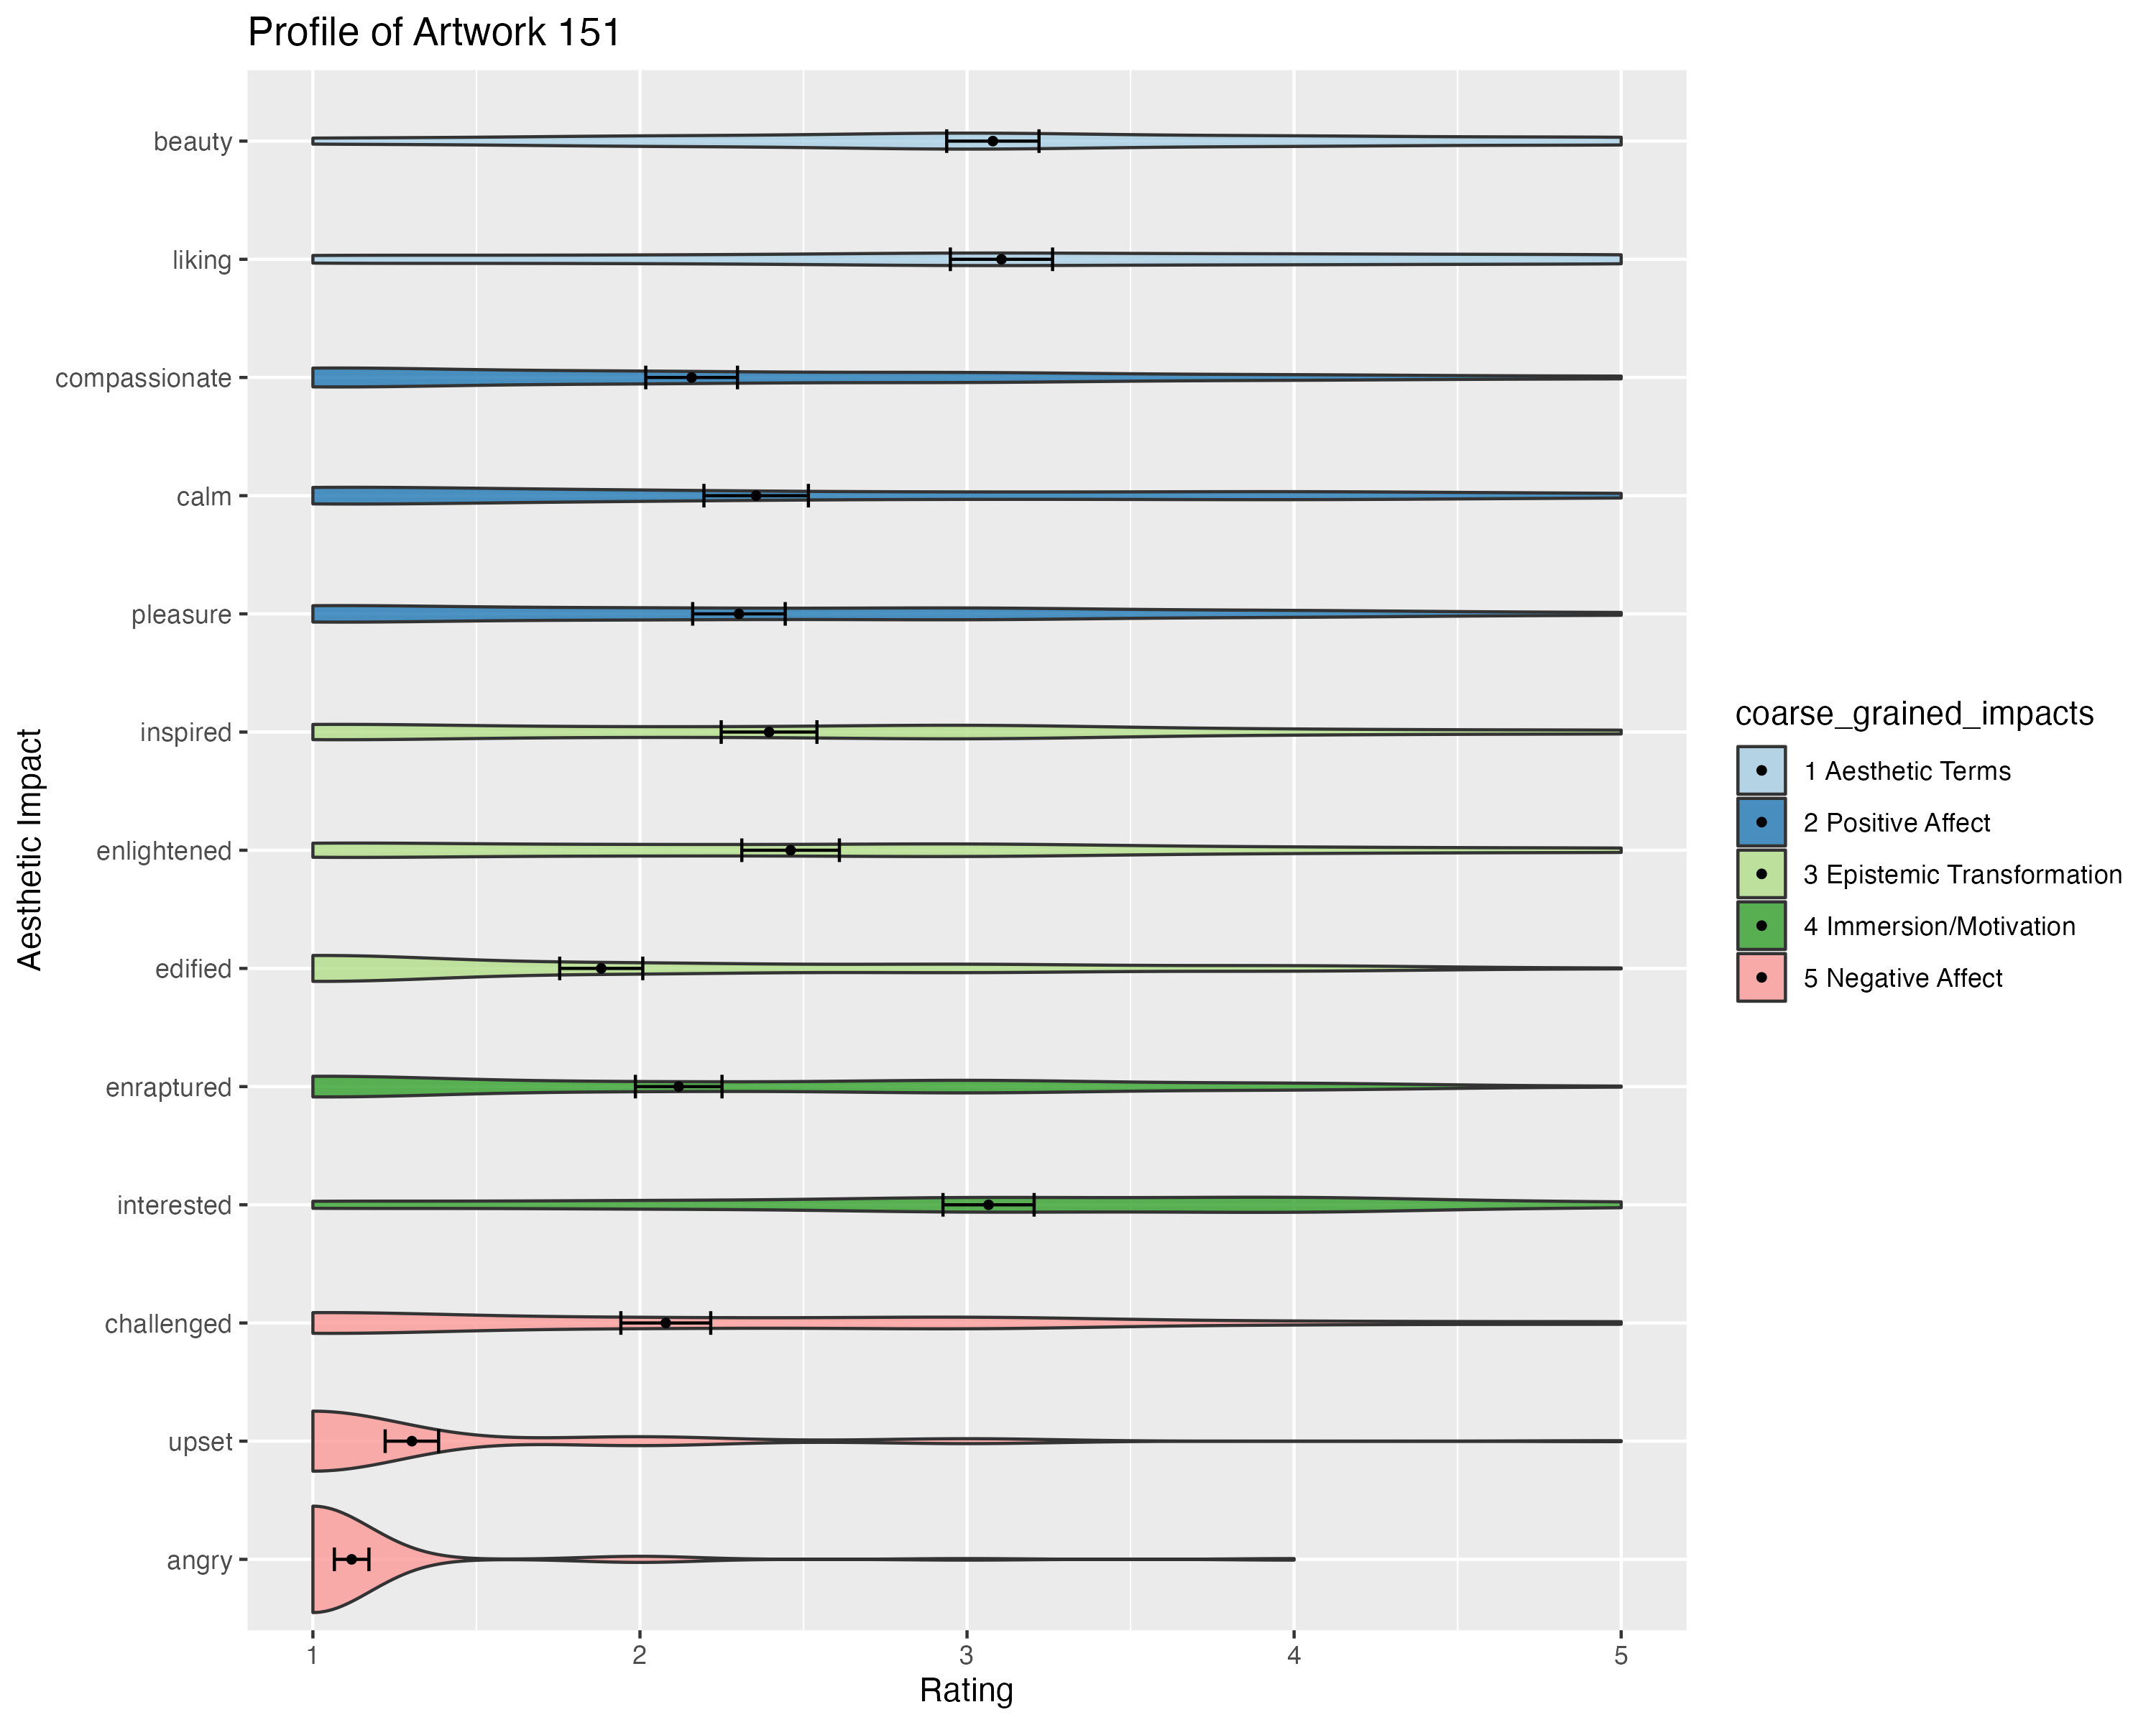 Profile of Artwork 151
Aesthetic Impact
beauty
liking
compassionate
calm
pleasure
inspired
enlightened
edified
enraptured
interested
challenged
upset
angry
1 2 3 4 5
Rating
coarse_grained_impacts
1 Aesthetic Terms
2 Positive Affect
3 Epistemic Transformation
4 Immersion/Motivation
5 Negative Affect